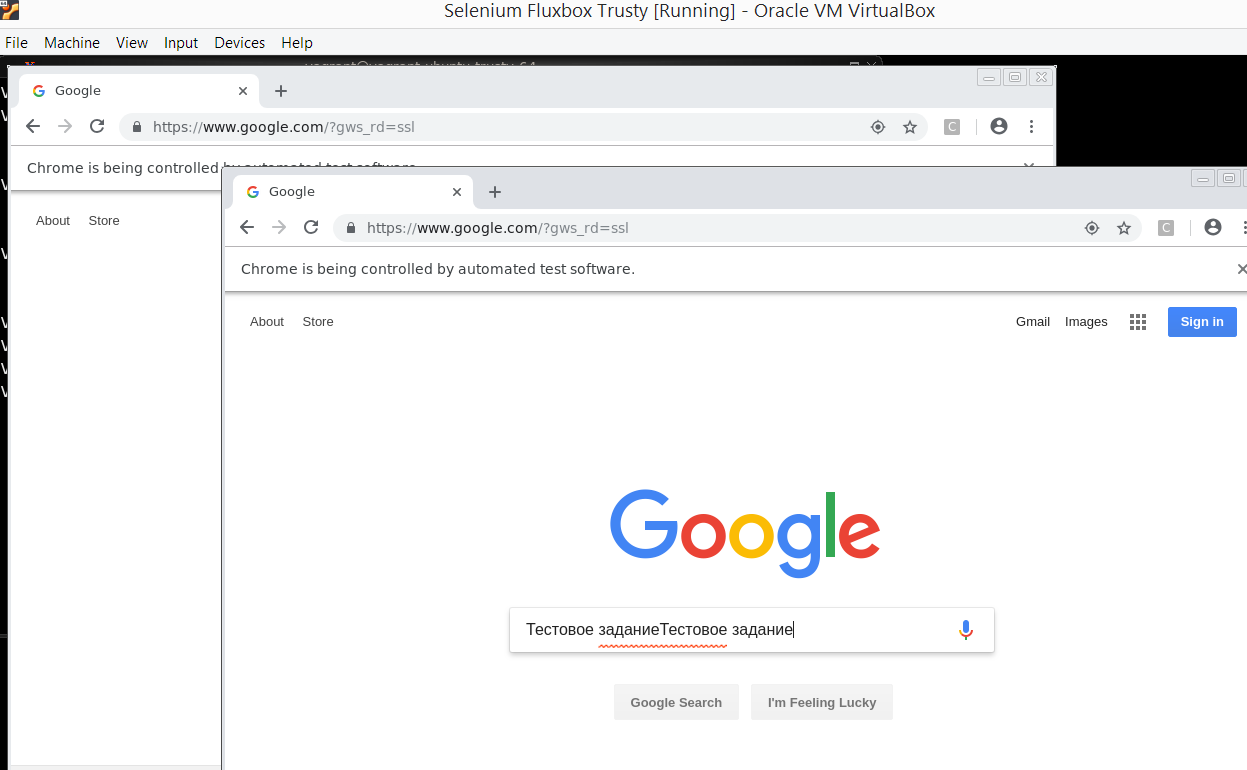 Selenium Fluxbox Trusty [Running] - Oracle VM VirtualBox
File Machine View Input Devices Help
Google
https://www.google.com/?gws_rd=ssl
C
Chrome is being controlled by automated test software.
About Store
Google
https://www.google.com/?gws_rd=ssl
C
Chrome is being controlled by automated test software.
About Store Gmail Images Sign in
Google
Тестовое заданиеТестовое задание
Google Search I'm Feeling Lucky